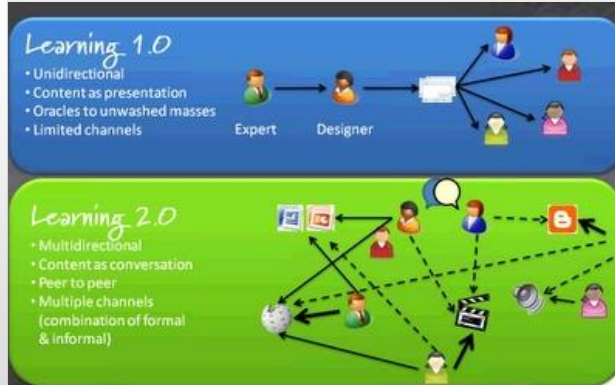 Learning 1.0
• Unidirectional
• Content as presentation
• Oracles to unwashed masses
• Limited channels
Expert
Designer
Learning 2.0
• Multidirectional
• Content as conversation
• Peer to peer
• Multiple channels
(combination of formal
& informal)